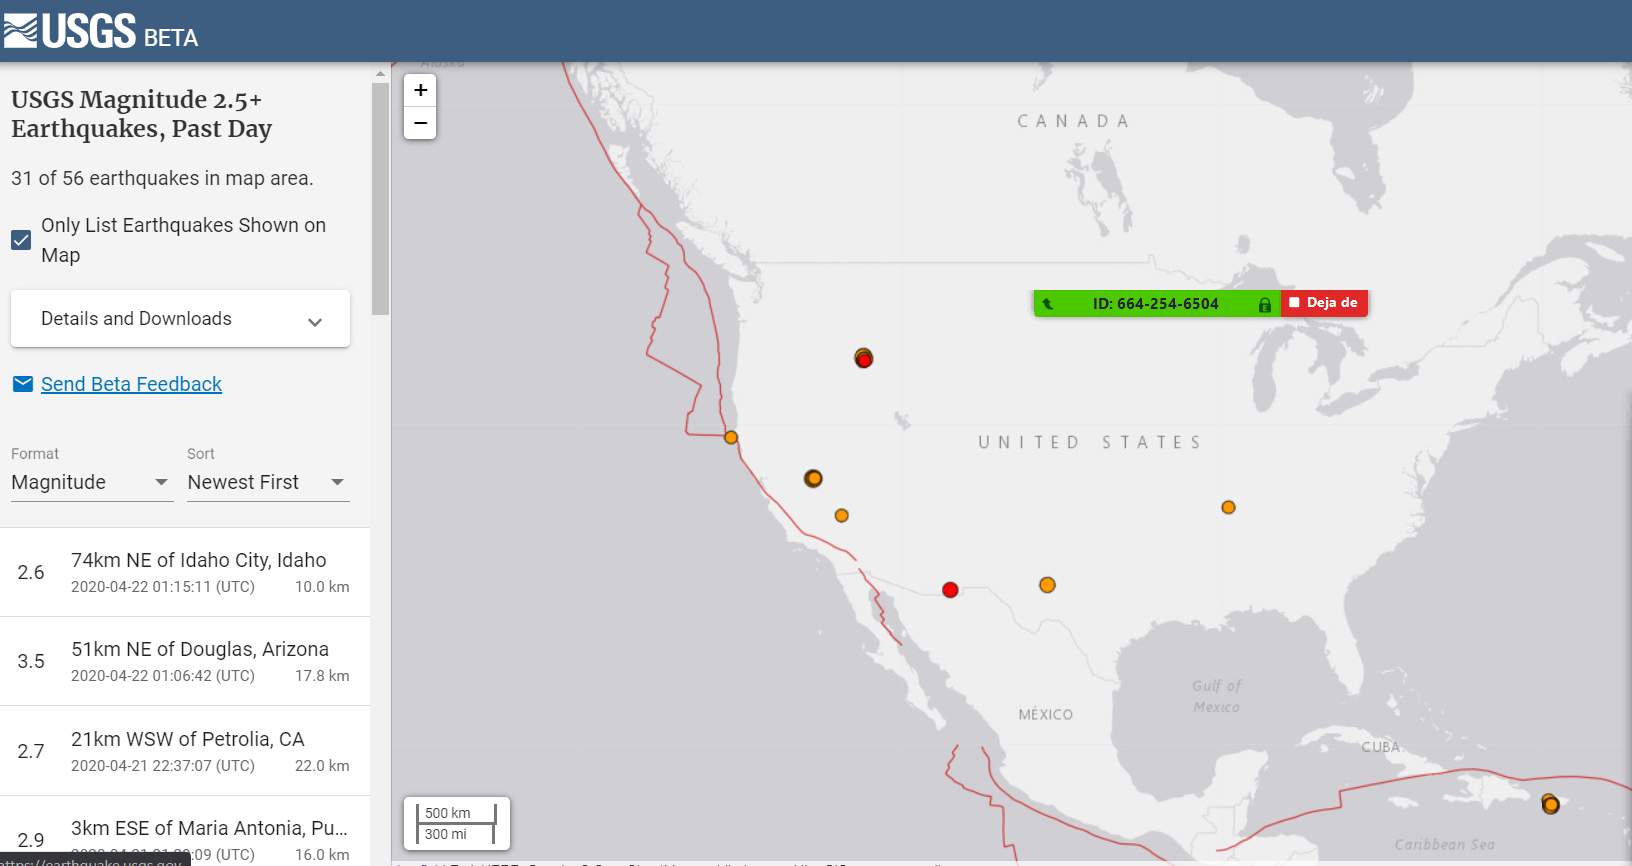 USGS BETA
USGS Magnitude 2.5+
Earthquakes, Past Day
31 of 56 earthquakes in map area.
Only List Earthquakes Shown on
Map
Details and Downloads
Send Beta Feedback
Format
Sort
Magnitude
Newest First
2.6
74km NE of Idaho City, Idaho
2020-04-22 01:15:11 (UTC)
10.0 km
3.5
51km NE of Douglas, Arizona
2020-04-22 01:06:42 (UTC)
17.8 km
2.7
21km WSW of Petrolia, CA
2020-04-21 22:37:07 (UTC)
22.0 km
2.9
3km ESE of Maria Antonia, Pu...
:09 (UTC)
16.0 km
https://earthquake.usgs.gov
Alaska
+
−
CANADA
ID: 664-254-6504
Deja de
UNITED STATES
Gulf of
Mexico
MÉXICO
CUBA
Caribbean Sea
500 km
300 mi